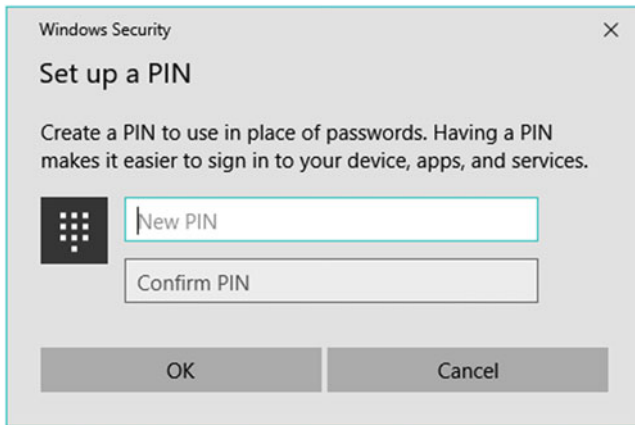 Windows Security
Set up a PIN
Create a PIN to use in place of passwords. Having a PIN
makes it easier to sign in to your device, apps, and services.
New PIN
Confirm PIN
OK
Cancel